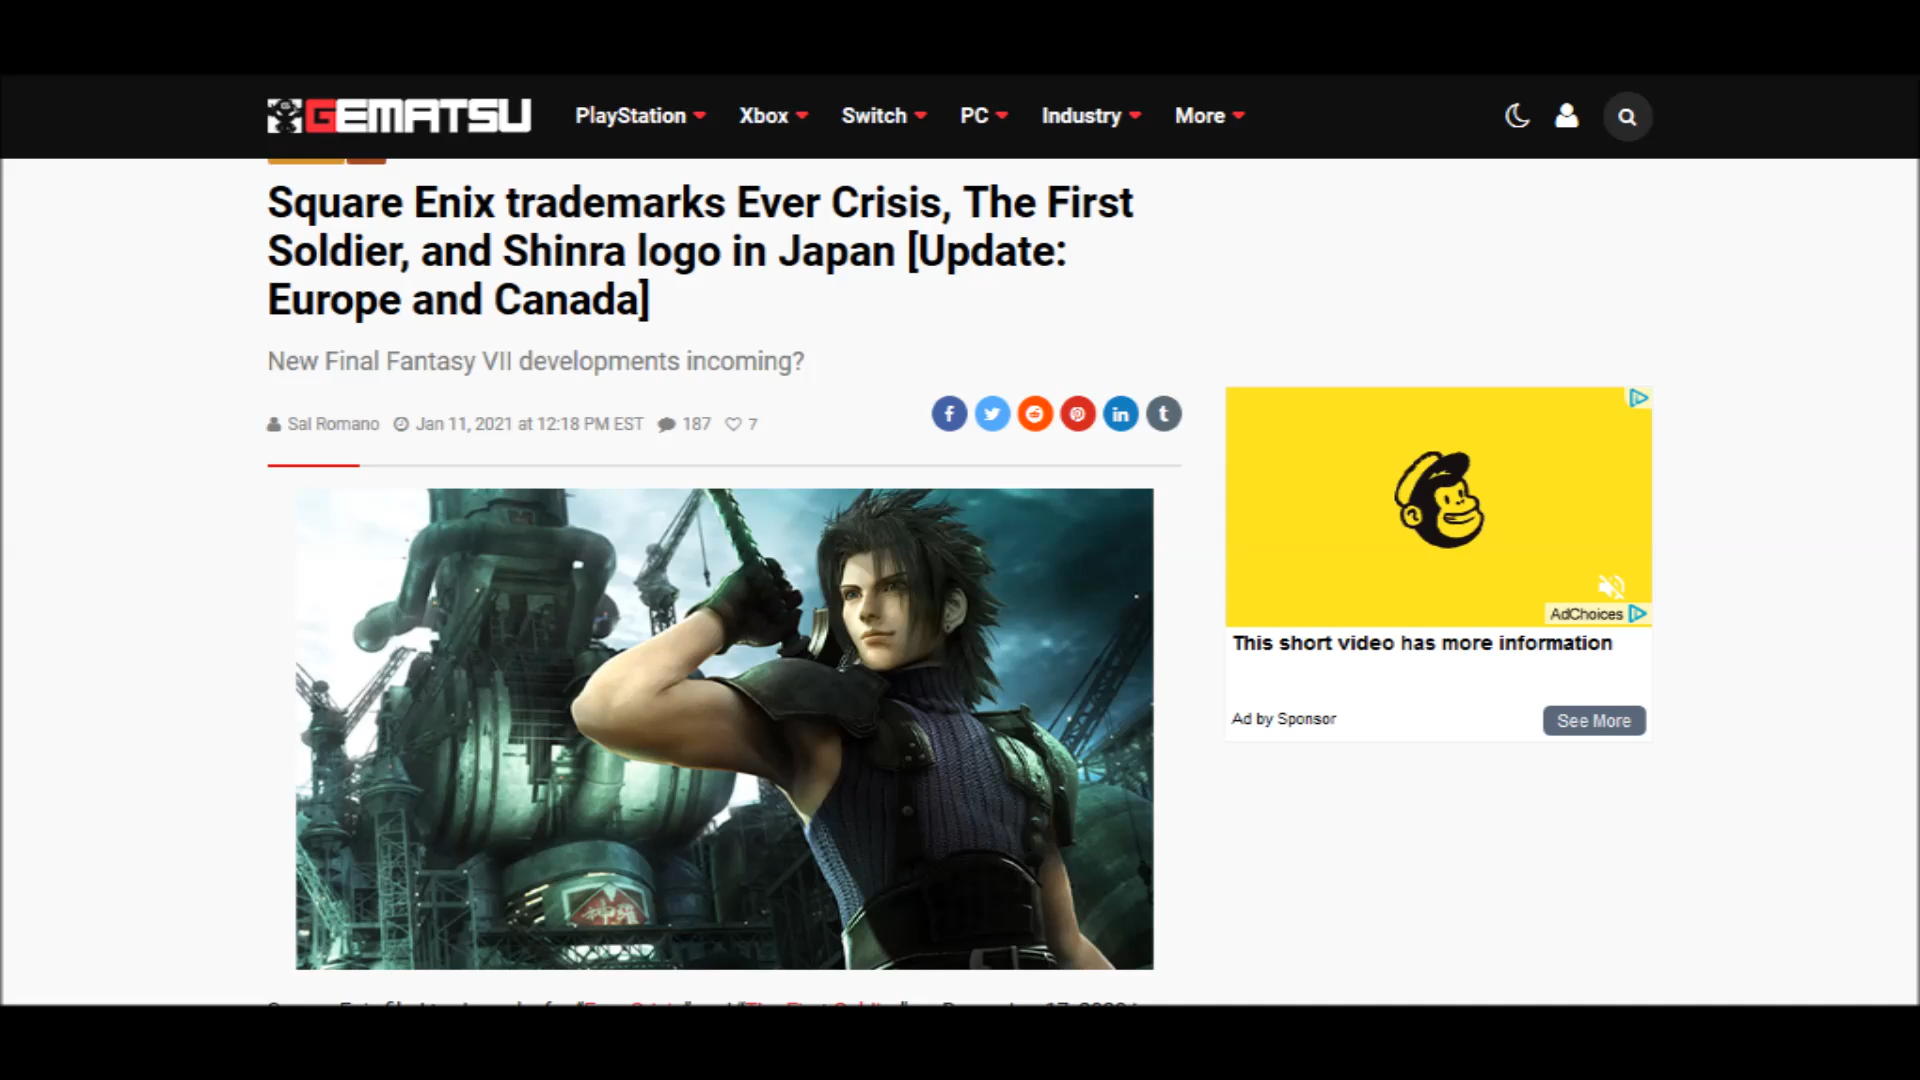 GEMATSU PlayStation Xbox Switch PC Industry More
Square Enix trademarks Ever Crisis, The First
Soldier, and Shinra logo in Japan [Update:
Europe and Canada]
New Final Fantasy VII developments incoming?
Sal Romano Jan 11, 2021 at 12:18 PM EST 187 7
神羅
AdChoices
This short video has more information
Ad by Sponsor
See More